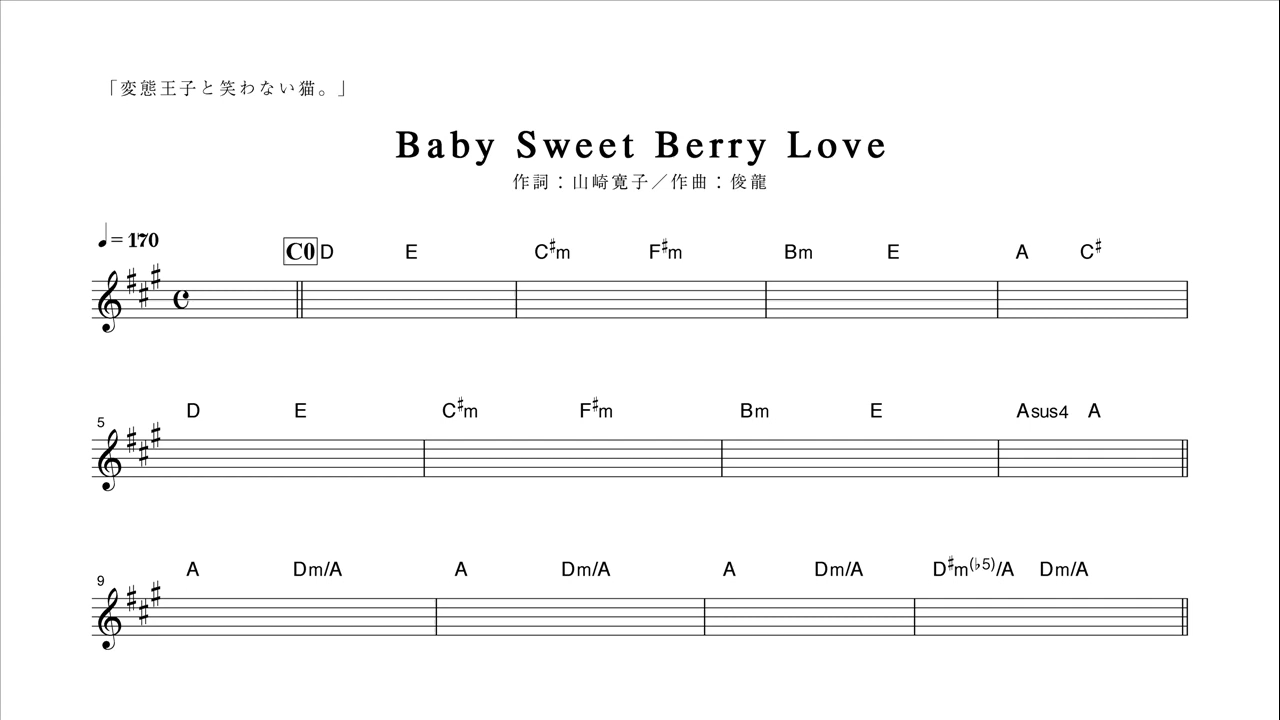 「変態王子と笑わない猫。」
Baby Sweet Berry Love
作詞：山崎寛子／作曲：俊龍
♩= 170
C0 D E C♯m F♯m Bm E A C♯
5 D E C♯m F♯m Bm E Asus4 A
9 A Dm/A A Dm/A A Dm/A D♯m(♭5)/A Dm/A